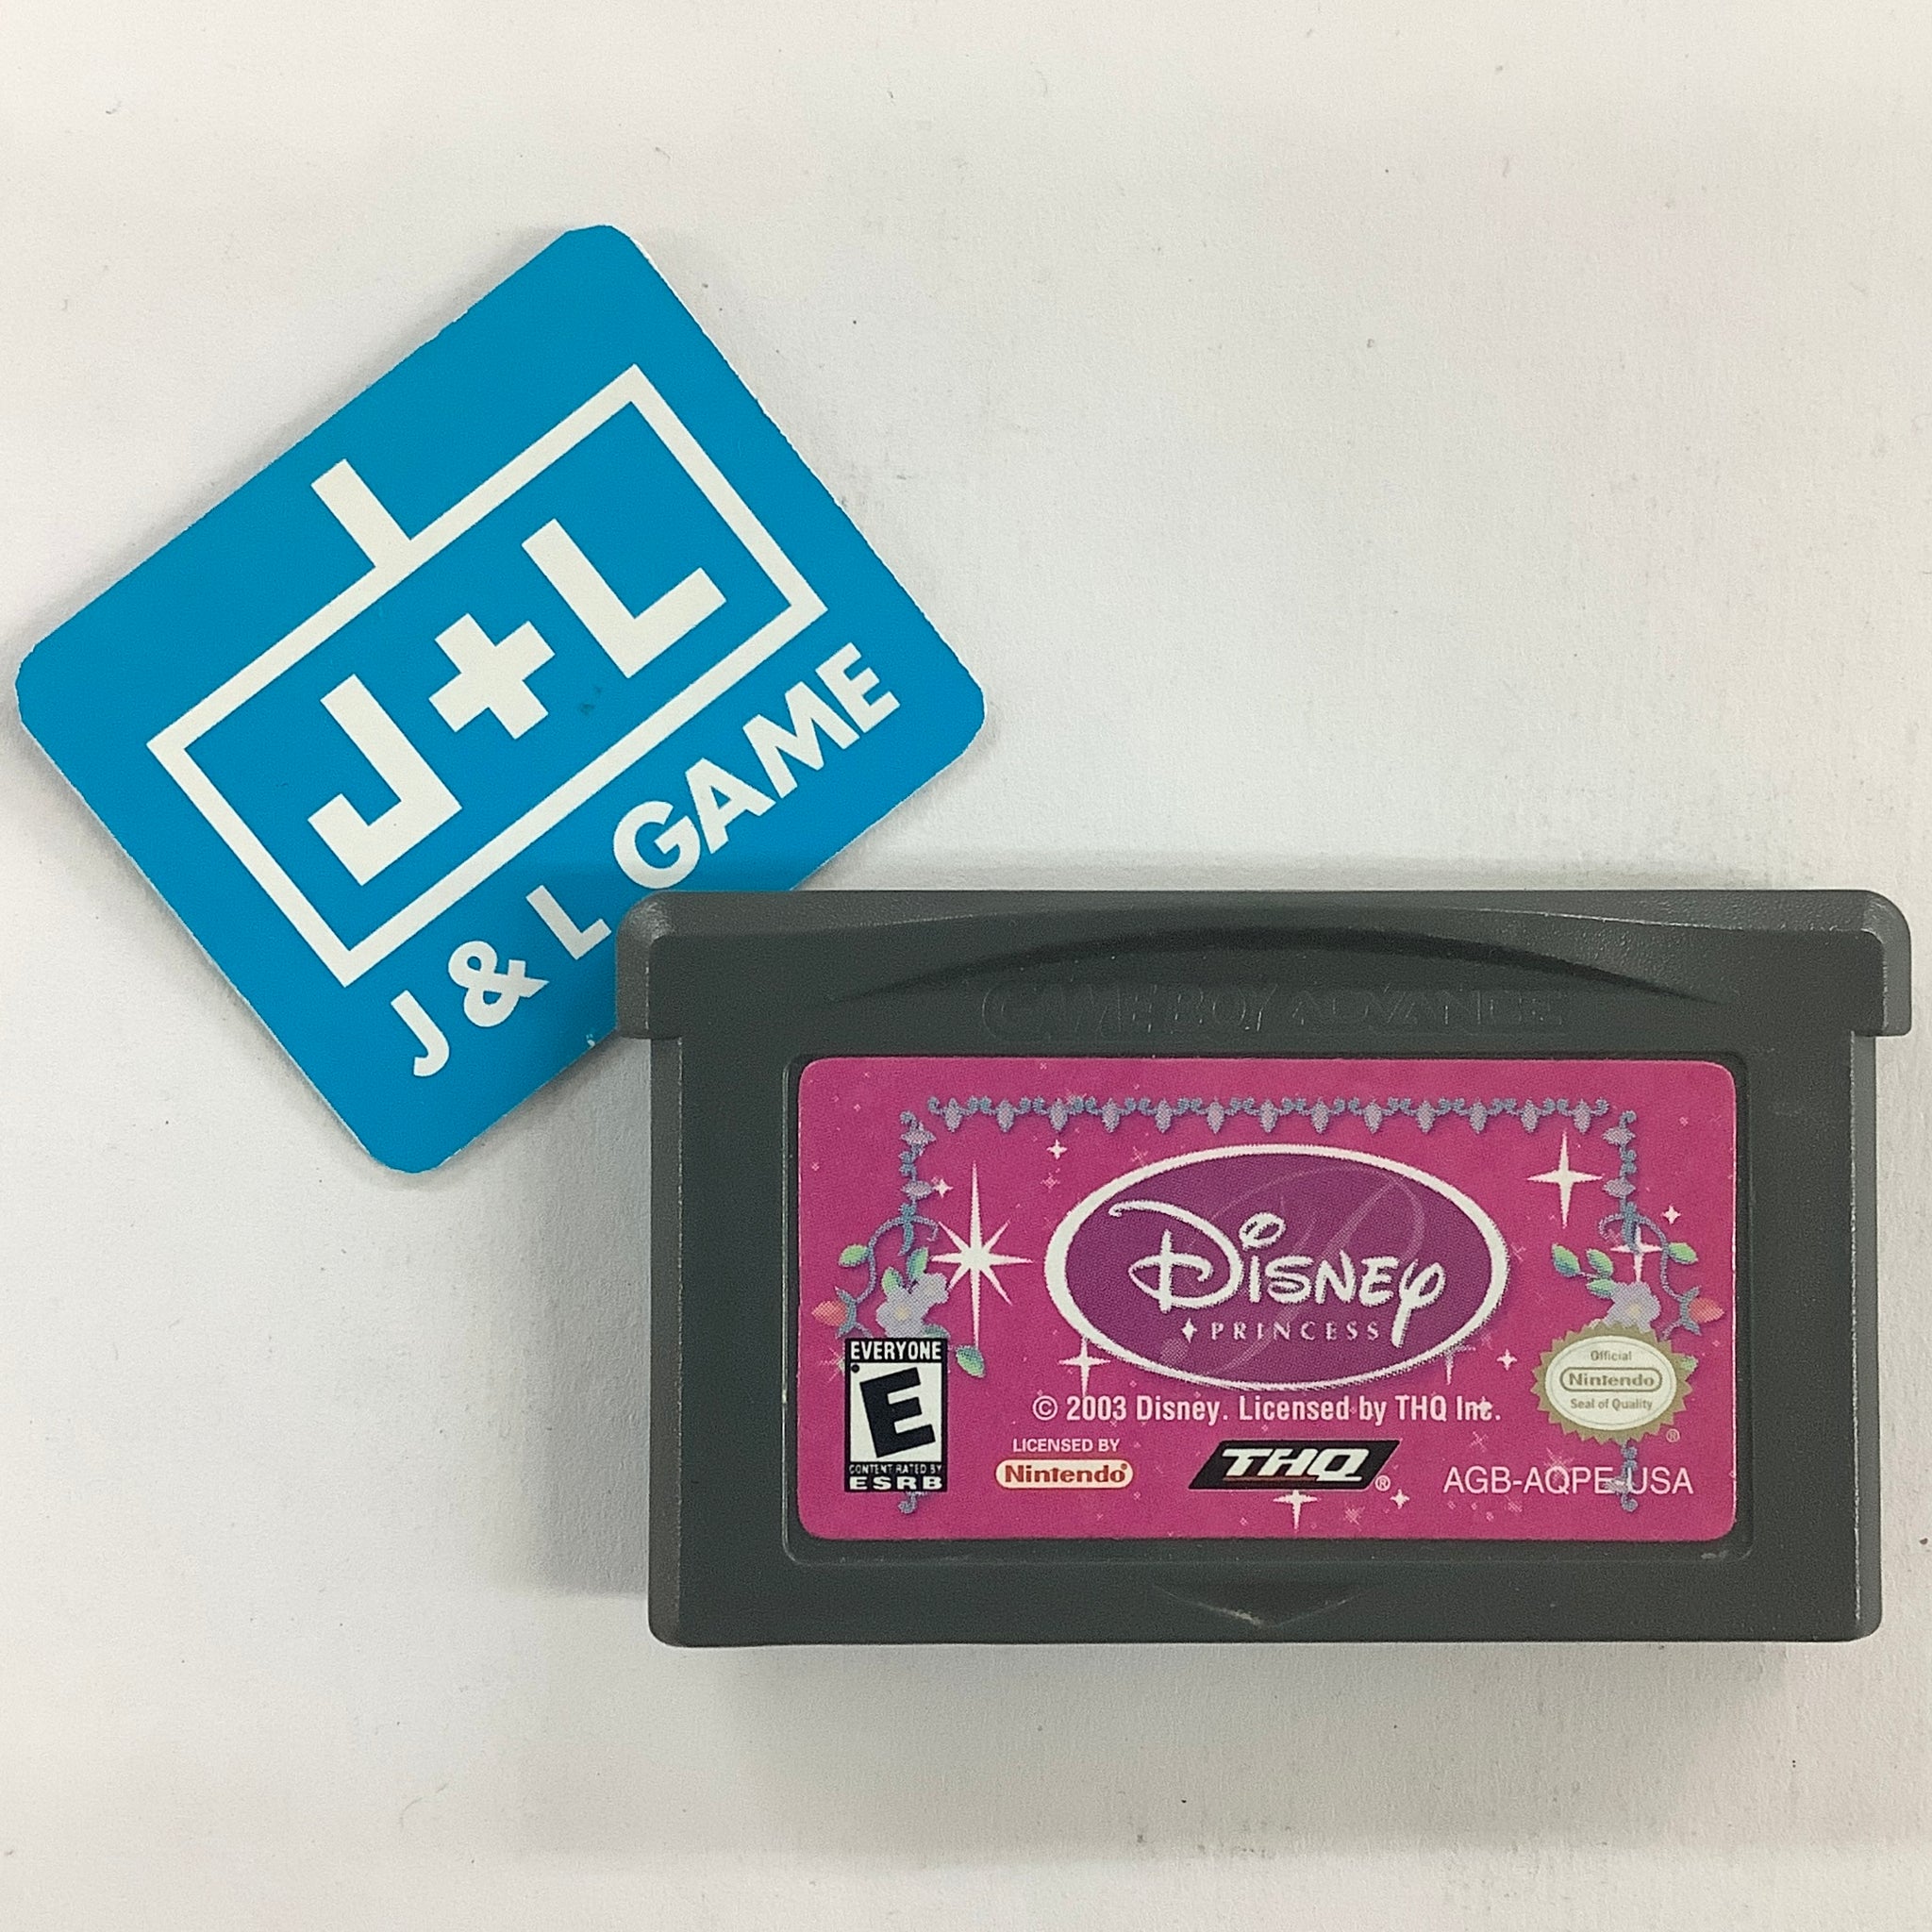 J+L
J & L GAME
GAME BOY ADVANCE
Disney
PRINCESS
EVERYONE
E
CONTENT RATED BY
ESRB
© 2003 Disney. Licensed by THQ Inc.
LICENSED BY
Nintendo®
THQ®
Official
Nintendo
Seal of Quality
®
AGB-AQPE-USA